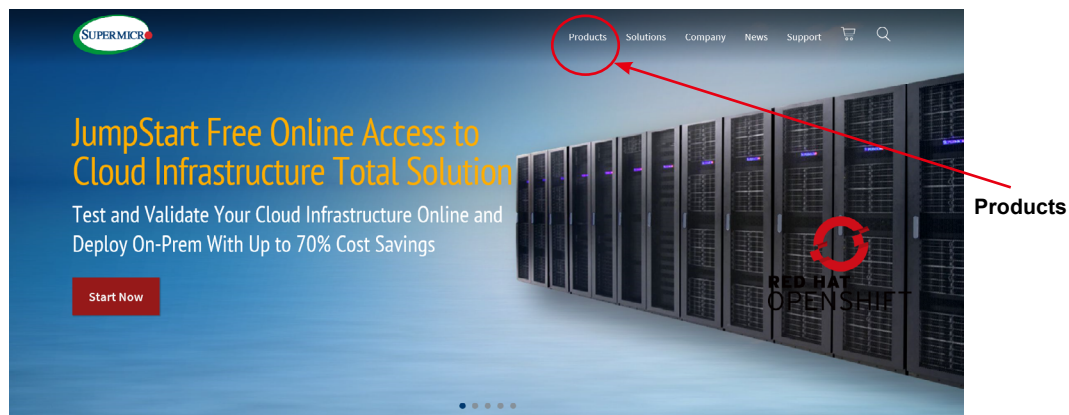 SUPERMICR
Products Solutions Company News Support
JumpStart Free Online Access to
Cloud Infrastructure Total Solution
Test and Validate Your Cloud Infrastructure Online and
Deploy On-Prem With Up to 70% Cost Savings
Products
RED HAT
OPENSHIFT
Start Now